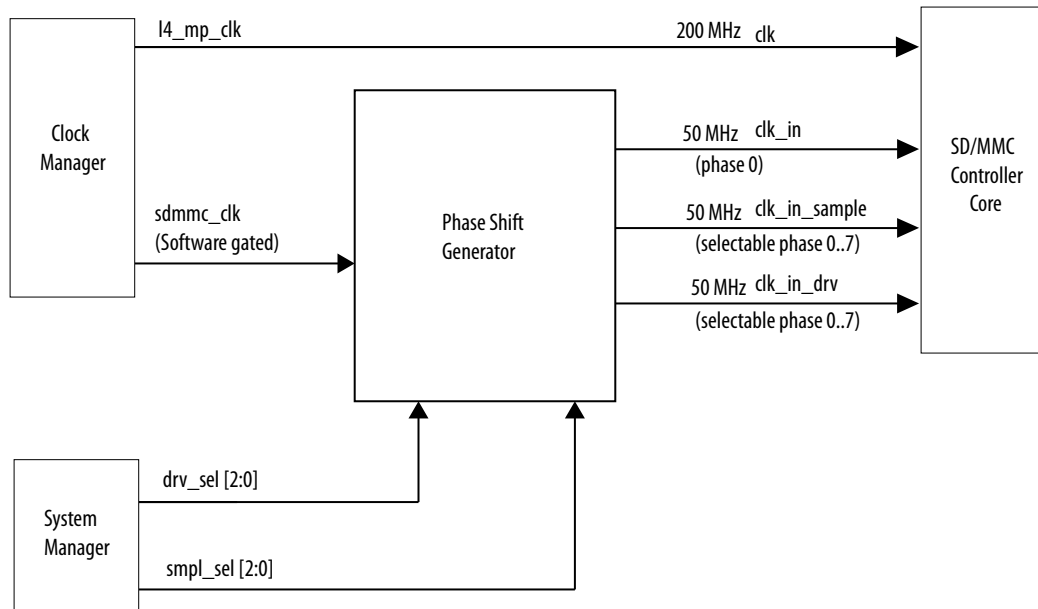 l4_mp_clk
200 MHz clk
Clock
Manager
sdmmc_clk
(Software gated)
Phase Shift
Generator
50 MHz clk_in
(phase 0)
50 MHz clk_in_sample
(selectable phase 0..7)
50 MHz clk_in_drv
(selectable phase 0..7)
SD/MMC
Controller
Core
System
Manager
drv_sel [2:0]
smpl_sel [2:0]